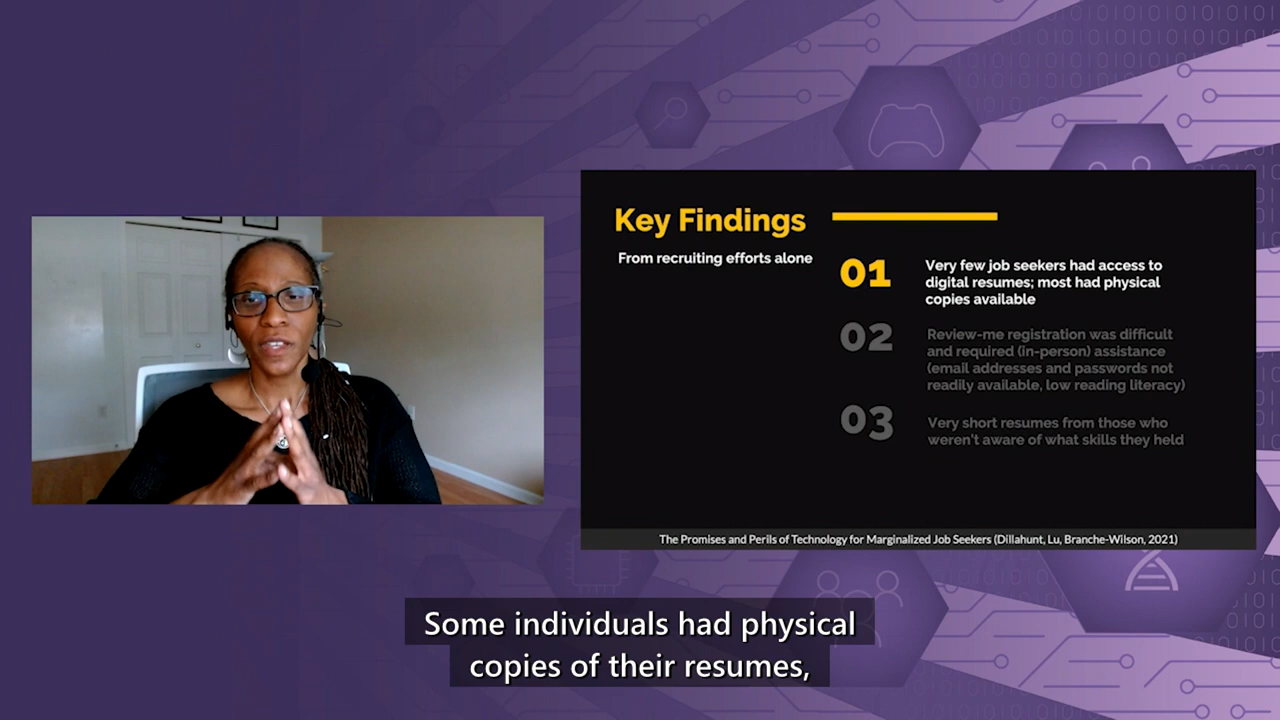 Key Findings
From recruiting efforts alone
01
Very few job seekers had access to
digital resumes; most had physical
copies available
02
Review-me registration was difficult
and required (in-person) assistance
(email addresses and passwords not
readily available, low reading literacy)
03
Very short resumes from those who
weren't aware of what skills they held
The Promises and Perils of Technology for Marginalized Job Seekers (Dillahunt, Lu, Branche-Wilson, 2021)
Some individuals had physical
copies of their resumes,